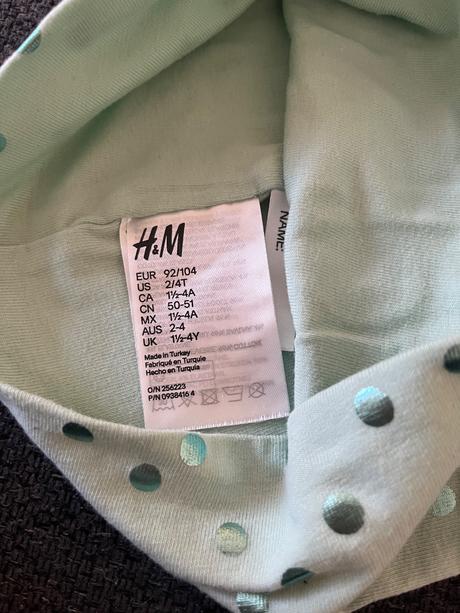 H&M
EUR 92/104
US 2/4T
CA 1½-4A
CN 50-51
MX 1½-4A
AUS 2-4
UK 1½-4Y
Made in Turkey
Fabriqué en Turquie
Hecho en Turquía
O/N 256223
P/N 0938416 4
NAME: